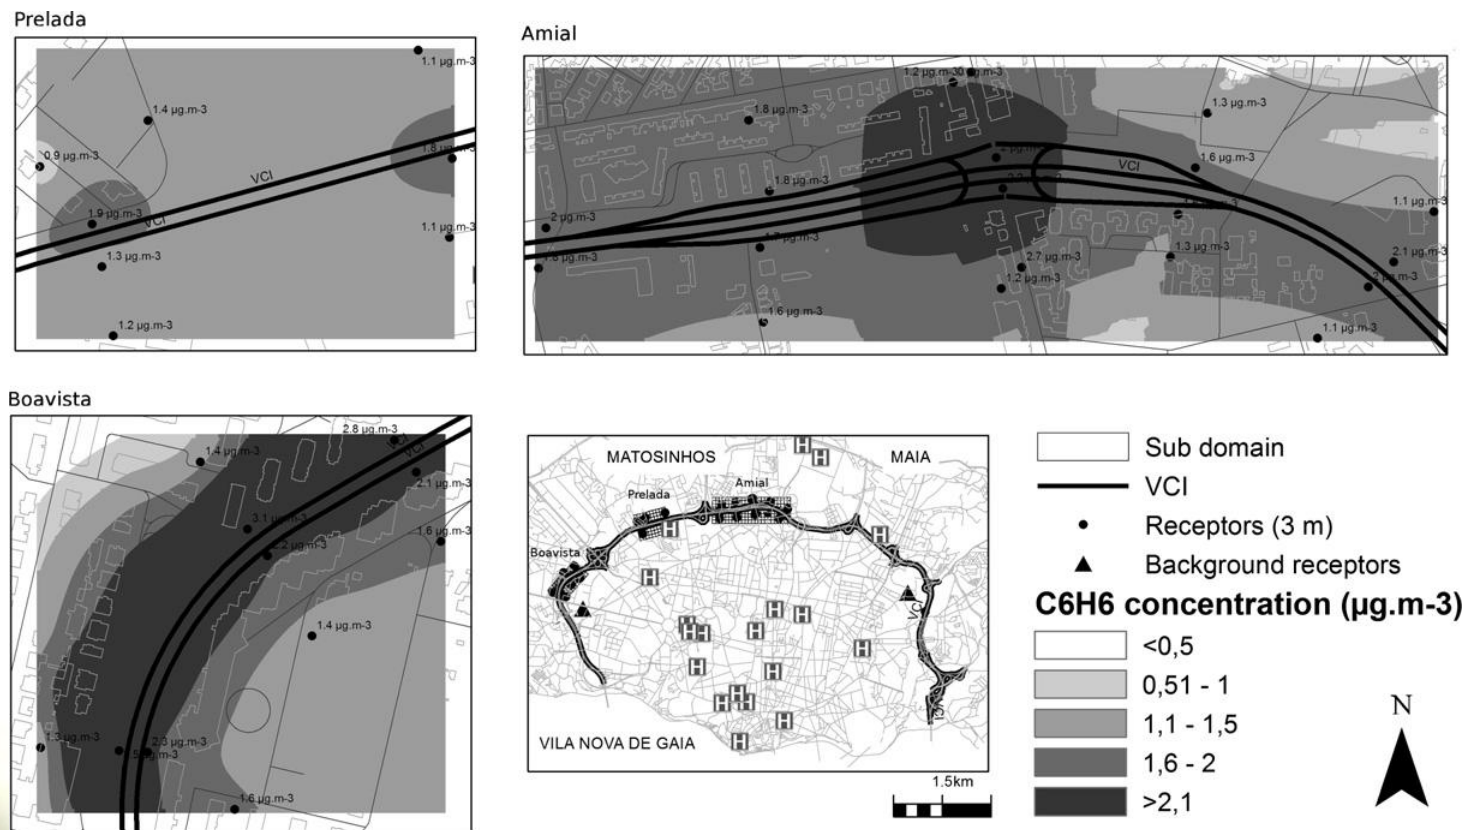 Prelada
1.1 µg.m-3
1.4 µg.m-3
0.9 µg.m-3
1.8 µg.m-3
VCI
1.9 µg.m-3
VCI
1.1 µg.m-3
1.3 µg.m-3
1.2 µg.m-3
Amial
1.2 µg.m-3
1.8 µg.m-3
1.3 µg.m-3
VCI
1.6 µg.m-3
1.8 µg.m-3
1.1 µg.m-3
2 µg.m-3
1.3 µg.m-3
2.7 µg.m-3
2.1 µg.m-3
1.2 µg.m-3
2 µg.m-3
1.6 µg.m-3
1.1 µg.m-3
Boavista
2.8 µg.m-3
VCI
1.4 µg.m-3
2.1 µg.m-3
3.1 µg.m-3
1.6 µg.m-3
2.2 µg.m-3
1.4 µg.m-3
1.3 µg.m-3
2.3 µg.m-3
1.6 µg.m-3
MATOSINHOS
MAIA
Prelada
Amial
Boavista
VCI
VILA NOVA DE GAIA
1.5km
Sub domain
VCI
Receptors (3 m)
Background receptors
C6H6 concentration (µg.m-3)
<0,5
0,51 - 1
1,1 - 1,5
1,6 - 2
>2,1
N